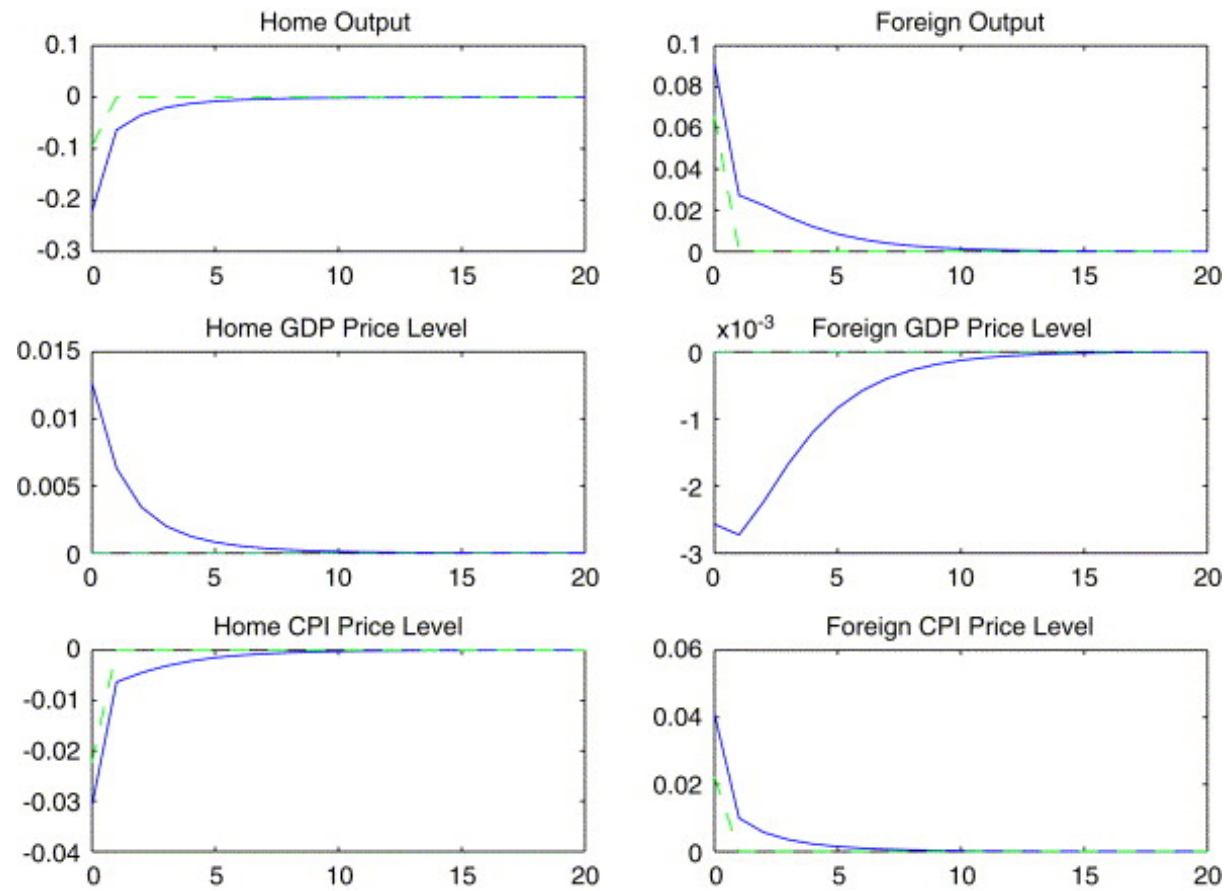 Home Output
0.1
0
-0.1
-0.2
-0.3
0 5 10 15 20
Foreign Output
0.1
0.08
0.06
0.04
0.02
0
0 5 10 15 20
Home GDP Price Level
0.015
0.01
0.005
0
0 5 10 15 20
x10-3 Foreign GDP Price Level
0
-1
-2
-3
0 5 10 15 20
Home CPI Price Level
0
-0.01
-0.02
-0.03
-0.04
0 5 10 15 20
Foreign CPI Price Level
0.06
0.04
0.02
0
0 5 10 15 20